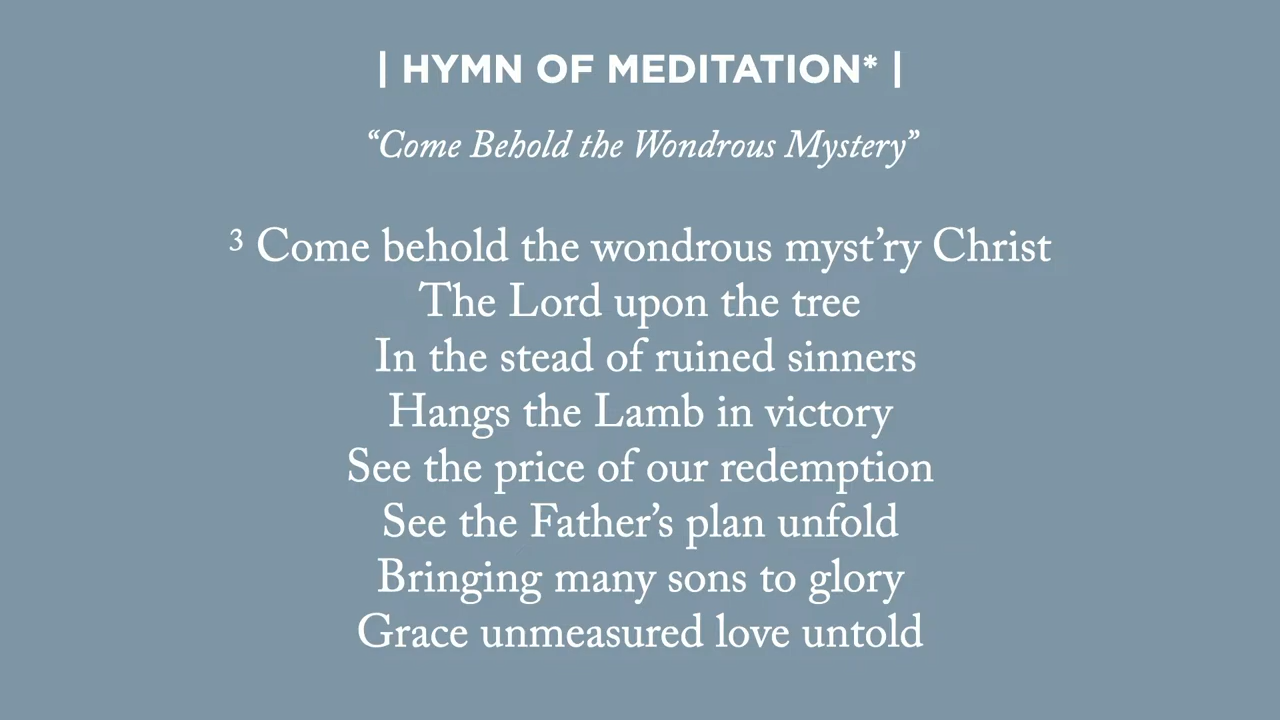 | HYMN OF MEDITATION* |
“Come Behold the Wondrous Mystery”
³ Come behold the wondrous myst’ry Christ
The Lord upon the tree
In the stead of ruined sinners
Hangs the Lamb in victory
See the price of our redemption
See the Father’s plan unfold
Bringing many sons to glory
Grace unmeasured love untold